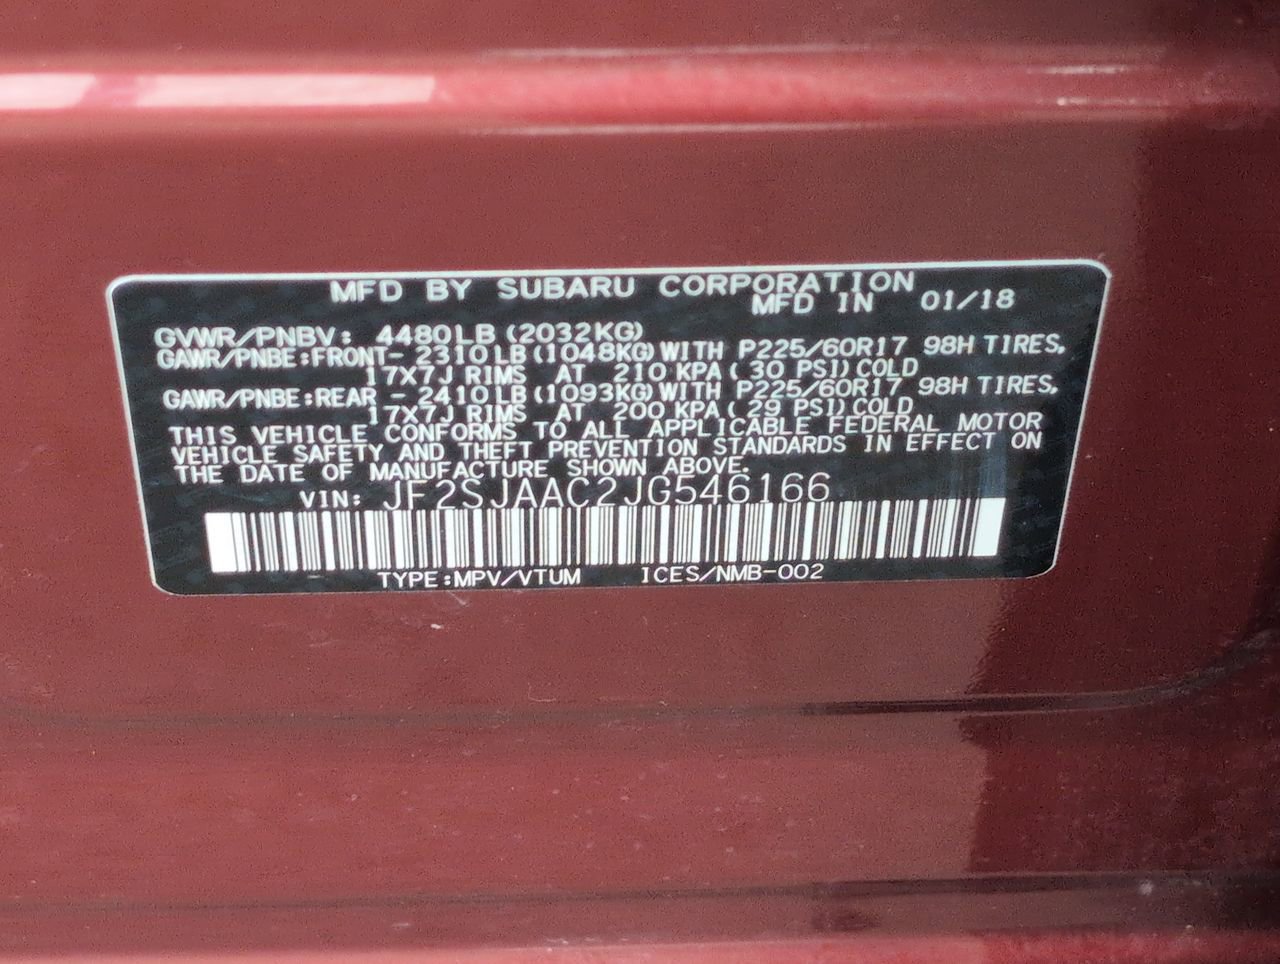 MFD BY SUBARU CORPORATION
MFD IN 01/18
GVWR/PNBV: 4480LB (2032KG)
GAWR/PNBE:FRONT- 2310LB(1048KG)WITH P225/60R17 98H TIRES.
17X7J RIMS AT 210 KPA( 30 PSI)COLD
GAWR/PNBE:REAR - 2410LB(1093KG)WITH P225/60R17 98H TIRES.
17X7J RIMS AT 200 KPA( 29 PSI)COLD
THIS VEHICLE CONFORMS TO ALL APPLICABLE FEDERAL MOTOR
VEHICLE SAFETY AND THEFT PREVENTION STANDARDS IN EFFECT ON
THE DATE OF MANUFACTURE SHOWN ABOVE.
VIN: JF2SJAAC2JG546166
TYPE:MPV/VTUM ICES/NMB-002